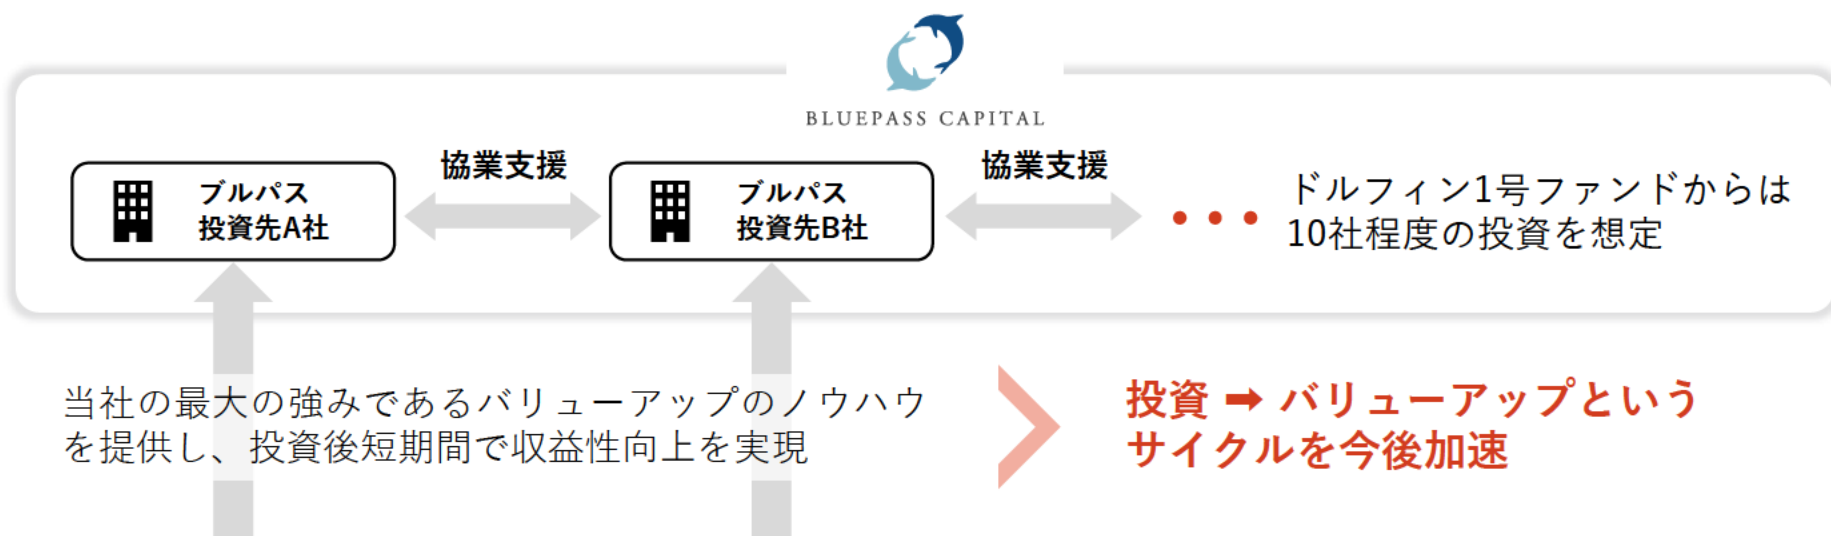 BLUEPASS CAPITAL
ブルパス
投資先A社
協業支援
ブルパス
投資先B社
協業支援
・・・
ドルフィン1号ファンドからは
10社程度の投資を想定
当社の最大の強みであるバリューアップのノウハウ
を提供し、投資後短期間で収益性向上を実現
投資 ➡ バリューアップという
サイクルを今後加速